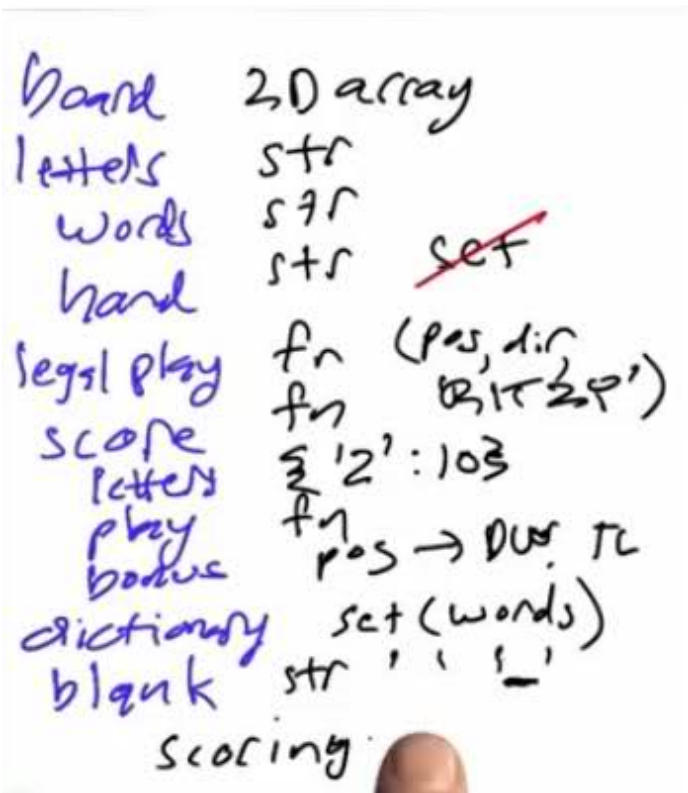 board 2D array
letters str
words str
hand str set
legal play fn (pos, dir, 'BITZY')
score fn
letters {'Z':10}
play fn
bonus pos → DW, TL
dictionary set(words)
blank str ' ' '_'
scoring